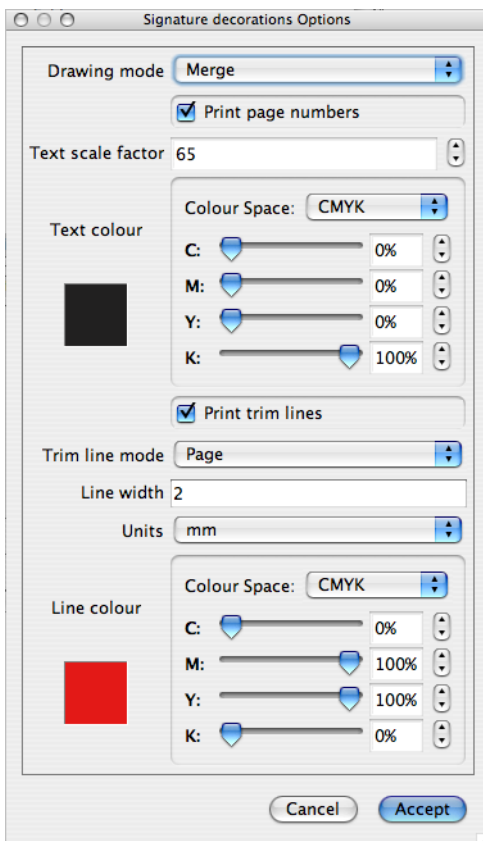 Signature decorations Options
Drawing mode Merge
Print page numbers
Text scale factor 65
Colour Space: CMYK
Text colour
C: 0%
M: 0%
Y: 0%
K: 100%
Print trim lines
Trim line mode Page
Line width 2
Units mm
Colour Space: CMYK
Line colour
C: 0%
M: 100%
Y: 100%
K: 0%
Cancel Accept